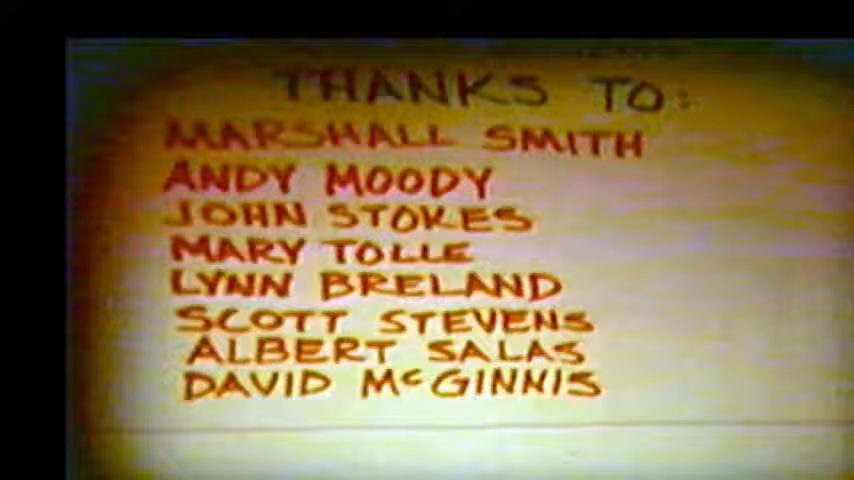 THANKS TO:
MARSHALL SMITH
ANDY MOODY
JOHN STOKES
MARY TOLLE
LYNN BRELAND
SCOTT STEVENS
ALBERT SALAS
DAVID McGINNIS